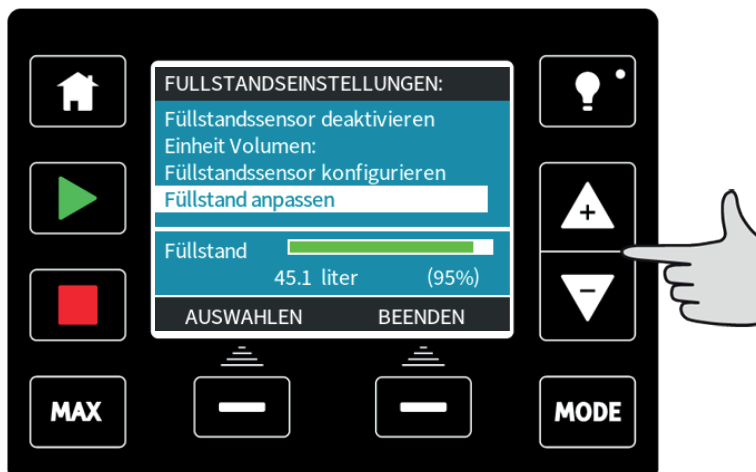 FULLSTANDSEINSTELLUNGEN:
Füllstandssensor deaktivieren
Einheit Volumen:
Füllstandssensor konfigurieren
Füllstand anpassen
+
Füllstand
45.1 liter (95%)
−
AUSWAHLEN BEENDEN
MAX
MODE